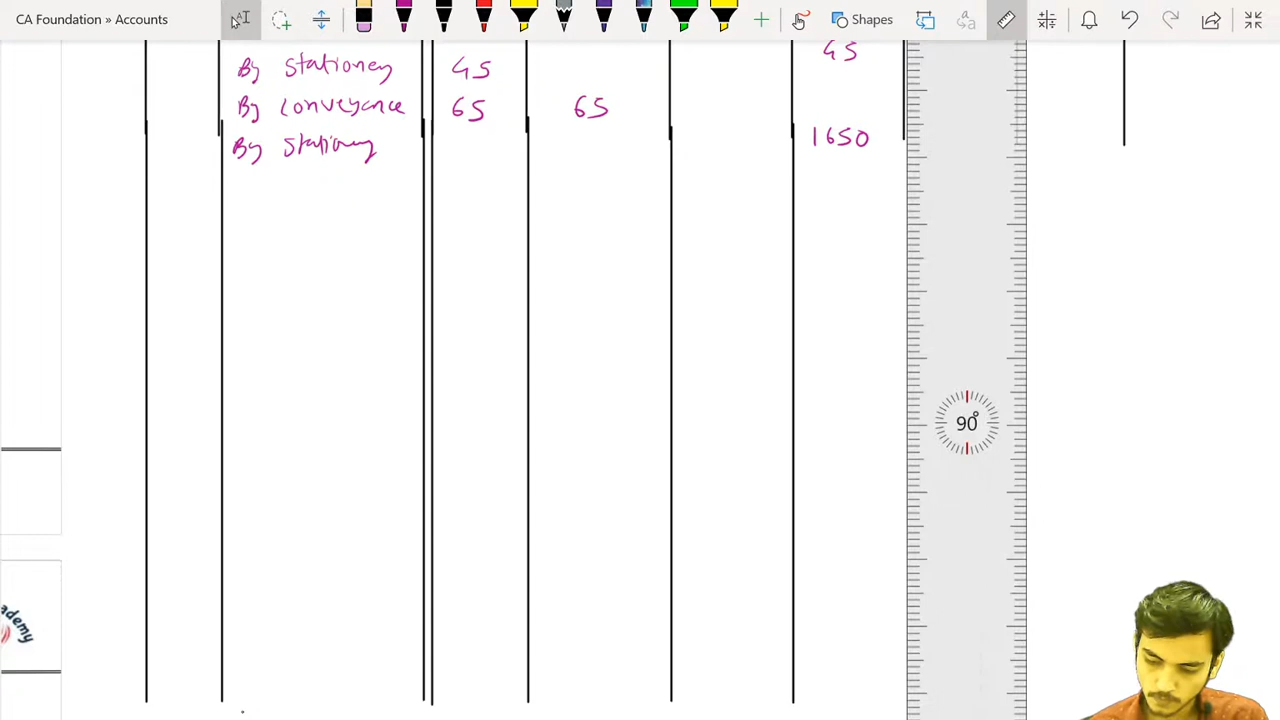 CA Foundation » Accounts
Shapes
45
By Stationery 45
By Conveyance 65 65
By Stationery 1650
90°